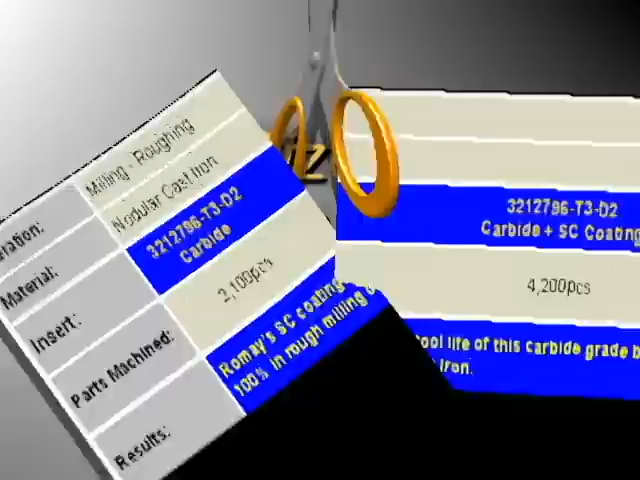 Milling - Roughing
Material:
Nodular Cast Iron
Insert:
3212796-T3-D2
Carbide
3212796-T3-D2
Carbide + SC Coating
Parts Machined:
2,100pcs
4,200pcs
Results:
Romay's SC coating
100% in rough milling
tool life of this carbide grade
Iron.